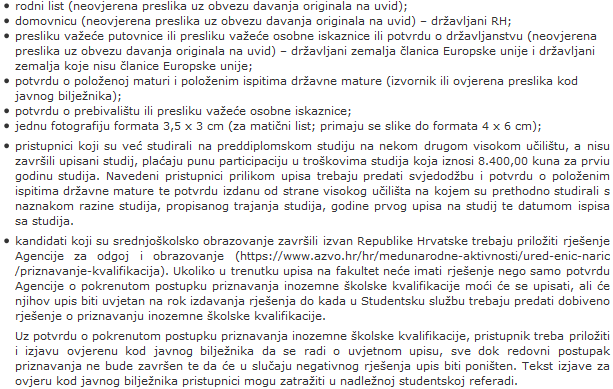 • rodni list (neovjerena preslika uz obvezu davanja originala na uvid);
• domovnicu (neovjerena preslika uz obvezu davanja originala na uvid) – državljani RH;
• presliku važeće putovnice ili presliku važeće osobne iskaznice ili potvrdu o državljanstvu (neovjerena
preslika uz obvezu davanja originala na uvid) – državljani zemalja članica Europske unije i državljani
zemalja koje nisu članice Europske unije;
• potvrdu o položenoj maturi i položenim ispitima državne mature (izvornik ili ovjerena preslika kod
javnog bilježnika);
• potvrdu o prebivalištu ili presliku važeće osobne iskaznice;
• jednu fotografiju formata 3,5 x 3 cm (za matični list; primaju se slike do formata 4 x 6 cm);
• pristupnici koji su već studirali na preddiplomskom studiju na nekom drugom visokom učilištu, a nisu
završili upisani studij, plaćaju punu participaciju u troškovima studija koja iznosi 8.400,00 kuna za prviu
godinu studija. Navedeni pristupnici prilikom upisa trebaju predati svjedodžbu i potvrdu o položenim
ispitima državne mature te potvrdu izdanu od strane visokog učilišta na kojem su prethodno studirali s
naznakom razine studija, propisanog trajanja studija, godine prvog upisa na studij te datumom ispisa
sa studija.
• kandidati koji su srednjoškolsko obrazovanje završili izvan Republike Hrvatske trebaju priložiti rješenje
Agencije za odgoj i obrazovanje (https://www.azvo.hr/hr/medunarodne-aktivnosti/ured-enic-naric
/priznavanje-kvalifikacija). Ukoliko u trenutku upisa na fakultet neće imati rješenje nego samo potvrdu
Agencije o pokrenutom postupku priznavanja inozemne školske kvalifikacije moći će se upisati, ali će
njihov upis biti uvjetan na rok izdavanja rješenja do kada u Studentsku službu trebaju predati dobiveno
rješenje o priznavanju inozemne školske kvalifikacije.
Uz potvrdu o pokrenutom postupku priznavanja inozemne školske kvalifikacije, pristupnik treba priložiti
i izjavu ovjerenu kod javnog bilježnika da se radi o uvjetnom upisu, sve dok redovni postupak
priznavanja ne bude završen te da će u slučaju negativnog rješenja upis biti poništen. Tekst izjave za
ovjeru kod javnog bilježnika pristupnici mogu zatražiti u nadležnoj studentskoj referadi.